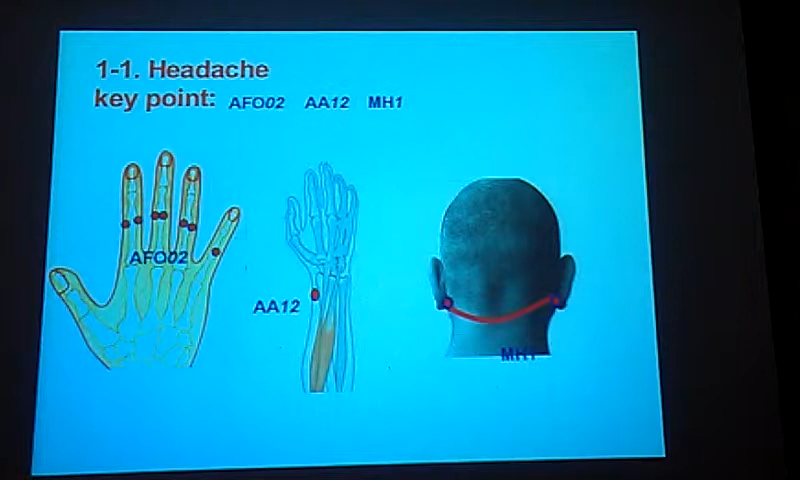 1-1. Headache
key point: AFO02 AA12 MH1
AFO02
AA12
MH1